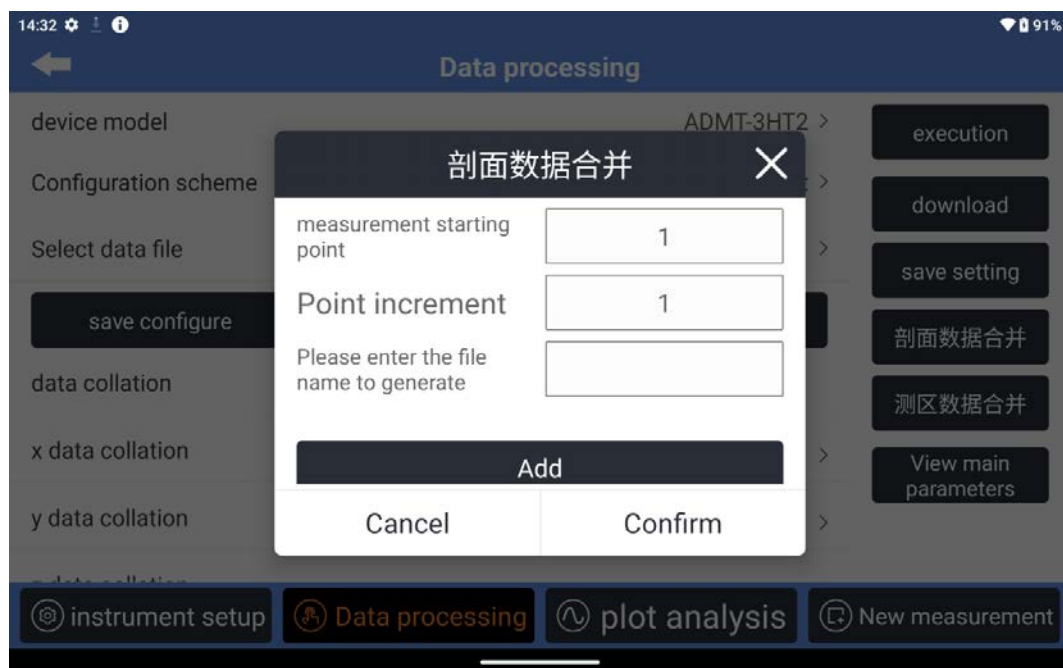 14:32
91%
Data processing
device model
ADMT-3HT2 >
execution
剖面数据合并
Configuration scheme
download
measurement starting
point
1
Select data file
save setting
Point increment
1
save configure
剖面数据合并
Please enter the file
name to generate
data collation
测区数据合并
x data collation
Add
View main
parameters
y data collation
Cancel
Confirm
instrument setup
Data processing
plot analysis
New measurement